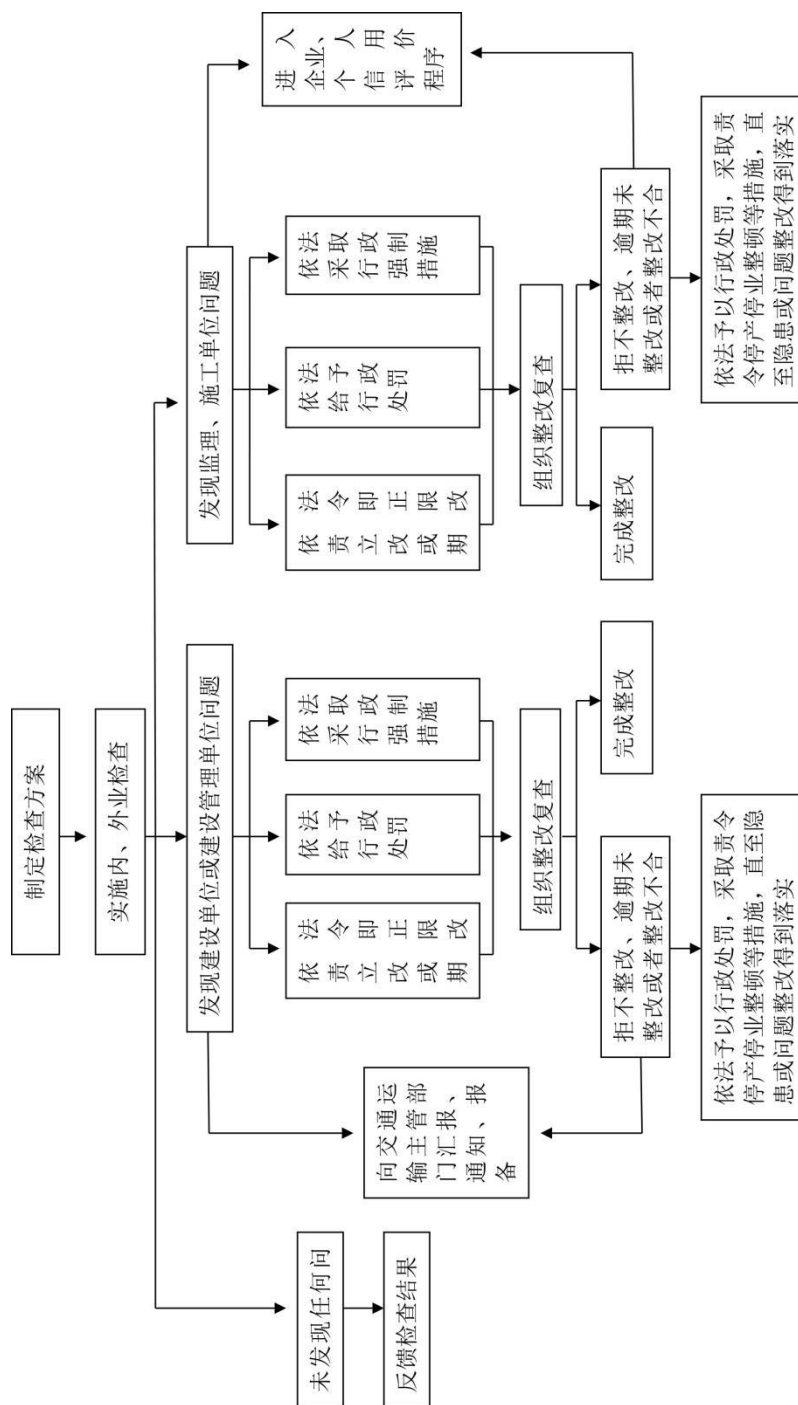 制定检查方案
实施内、外业检查
未发现任何问
反馈检查结果
向交通运
输主管部
门汇报、
通知、报
备
发现建设单位或建设管理单位问题
依法
责令
立即
改正
或限
期改
依法
给予
行政
处罚
依法
采取
行政
强制
措施
组织整改复查
拒不整改、逾期未
整改或者整改不合
完成整改
依法予以行政处罚，采取责令
停产停业整顿等措施，直至隐
患或问题整改得到落实
发现监理、施工单位问题
依法
责令
立即
改正
或限
期改
依法
给予
行政
处罚
依法
采取
行政
强制
措施
进入
企业、
个人
信用
评价
程序
组织整改复查
完成整改
拒不整改、逾期未
整改或者整改不合
依法予以行政处罚，采取责
令停产停业整顿等措施，直
至隐患或问题整改得到落实